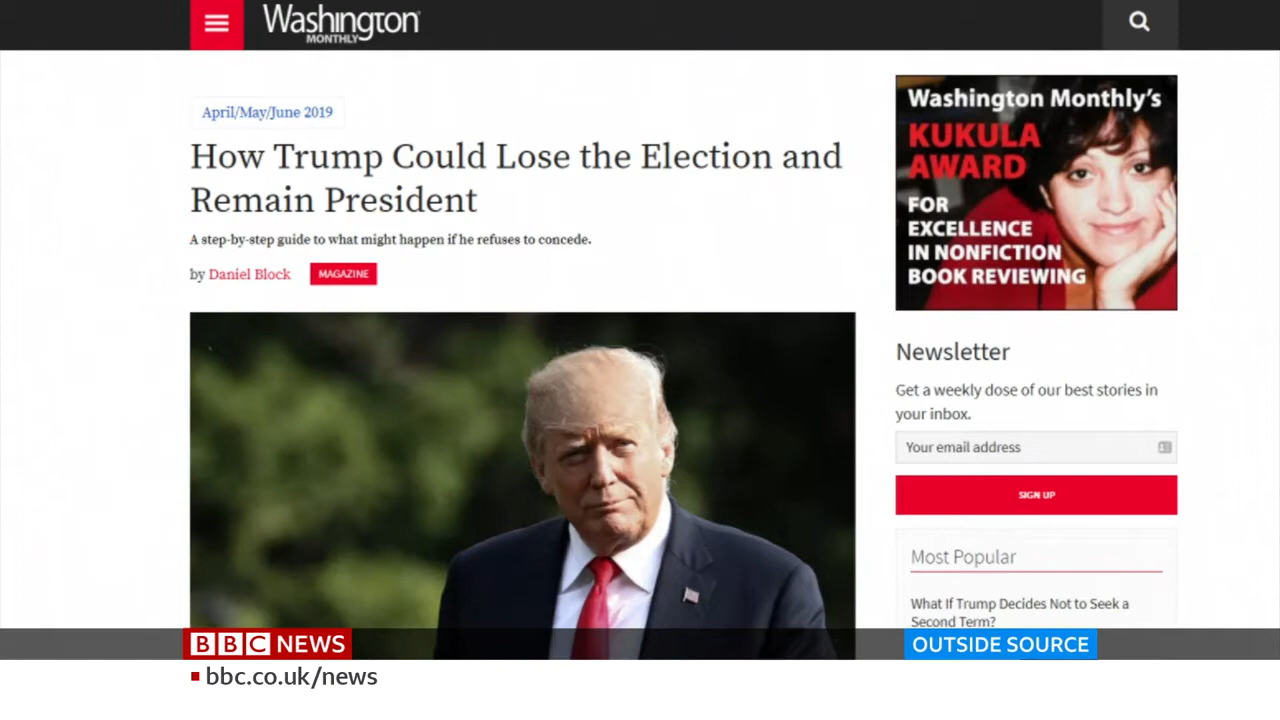 Washington
MONTHLY
April/May/June 2019
How Trump Could Lose the Election and
Remain President
A step-by-step guide to what might happen if he refuses to concede.
by Daniel Block MAGAZINE
Washington Monthly's
KUKULA
AWARD
FOR
EXCELLENCE
IN NONFICTION
BOOK REVIEWING
Newsletter
Get a weekly dose of our best stories in
your inbox.
Your email address
SIGN UP
Most Popular
What If Trump Decides Not to Seek a
Second Term?
BBC NEWS
OUTSIDE SOURCE
bbc.co.uk/news